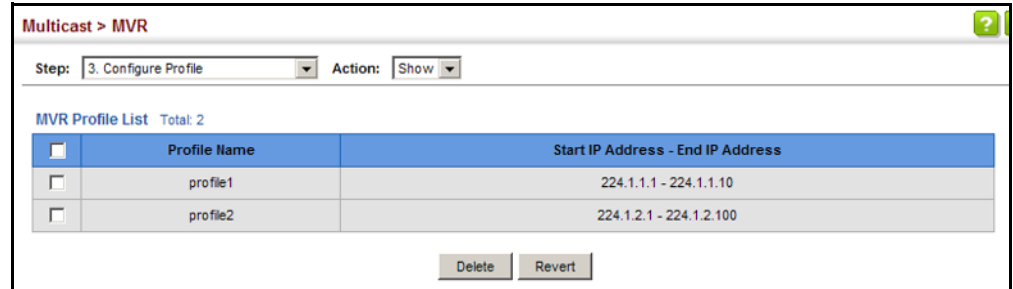 Multicast > MVR
?
Step: 3. Configure Profile Action: Show
MVR Profile List Total: 2
Profile Name Start IP Address - End IP Address
profile1 224.1.1.1 - 224.1.1.10
profile2 224.1.2.1 - 224.1.2.100
Delete Revert